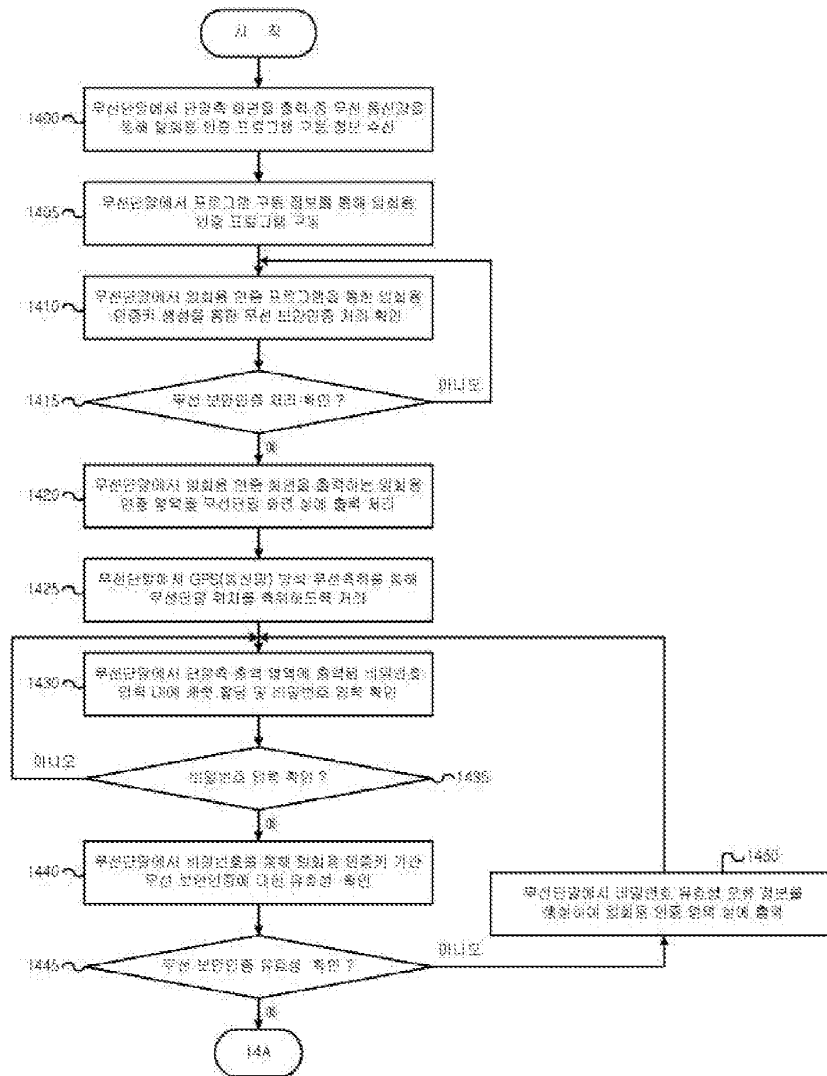 시 작
1400
무선단말에서 단말측 화면을 출력 중 무선 통신망을
통해 일회용 인증 프로그램 구동 정보 수신
1405
무선단말에서 프로그램 구동 정보를 통해 일회용
인증 프로그램 구동
1410
무선단말에서 일회용 인증 프로그램을 통한 일회용
인증키 생성을 통한 무선 보안인증 처리 확인
1415
무선 보안인증 처리 확인 ?
아니오
예
1420
무선단말에서 일회용 인증 화면을 출력하는 일회용
인증 영역을 무선단말 화면 상에 출력 처리
1425
무선단말에서 GPS(통신망) 방식 무선측위를 통해
무선단말 위치를 측위하도록 처리
1430
무선단말에서 단말측 출력 영역에 출력된 비밀번호
입력 확인
아니오
비밀번호 입력 확인 ?
1435
예
1440
무선단말에서 비밀번호를 통해 일회용 인증키 기반
무선 보안인증에 대한 유효성 확인
1450
무선단말에서 비밀번호 유효성 오류 정보를
생성하여 일회용 인증 영역 상에 출력
1445
무선 보안인증 유효성 확인 ?
아니오
예
14A